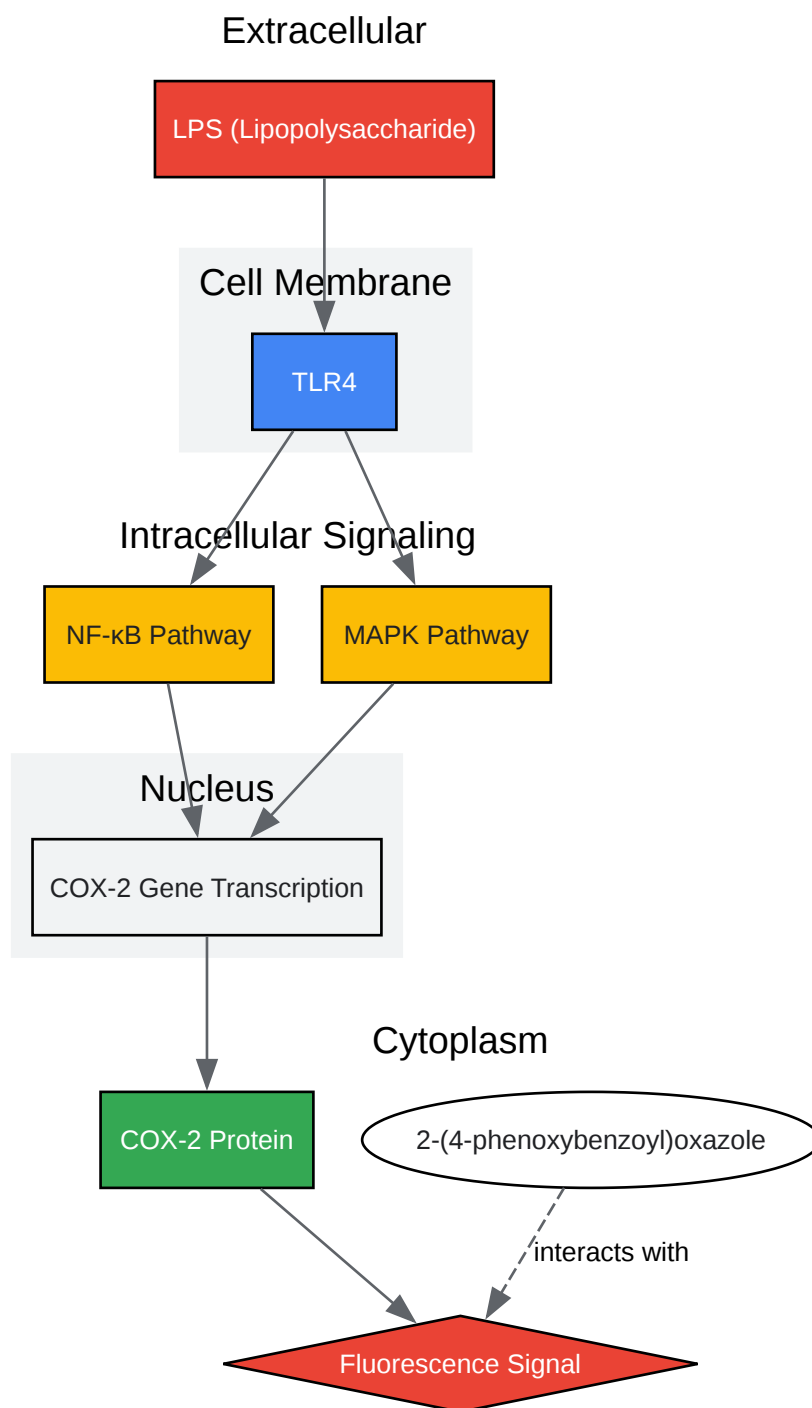 Extracellular
LPS (Lipopolysaccharide)
Cell Membrane
TLR4
Intracellular Signaling
NF-κB Pathway
MAPK Pathway
Nucleus
COX-2 Gene Transcription
Cytoplasm
COX-2 Protein
2-(4-phenoxybenzoyl)oxazole
interacts with
Fluorescence Signal